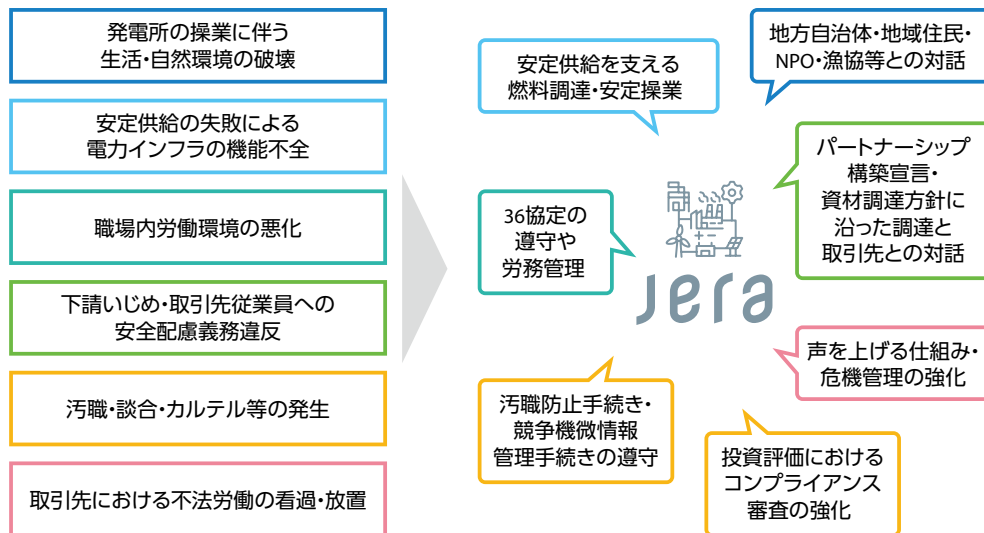 発電所の操業に伴う
生活・自然環境の破壊
安定供給の失敗による
電力インフラの機能不全
職場内労働環境の悪化
下請いじめ・取引先従業員への
安全配慮義務違反
汚職・談合・カルテル等の発生
取引先における不法労働の看過・放置
安定供給を支える
燃料調達・安定操業
地方自治体・地域住民・
NPO・漁協等との対話
36協定の
遵守や
労務管理
パートナーシップ
構築宣言・
資材調達方針に
沿った調達と
取引先との対話
jera
声を上げる仕組み・
危機管理の強化
汚職防止手続き・
競争機微情報
管理手続きの遵守
投資評価における
コンプライアンス
審査の強化